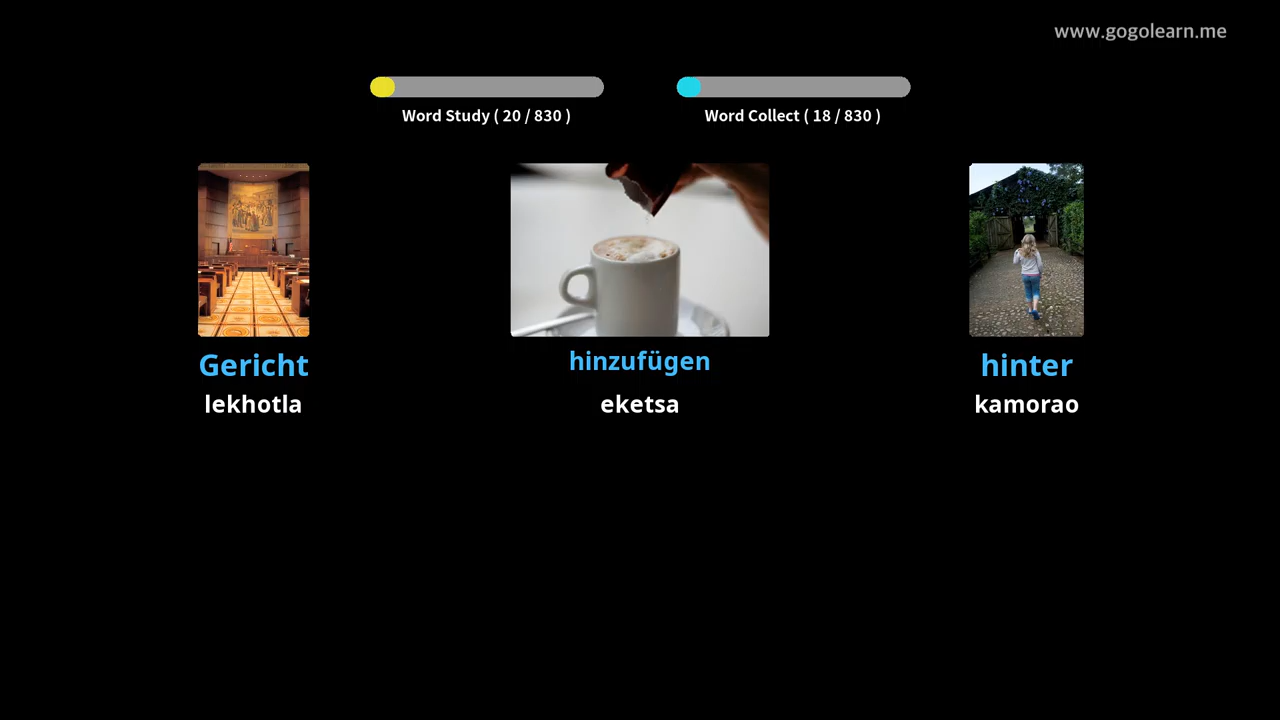 www.gogolearn.me
Word Study ( 20 / 830 )
Word Collect ( 18 / 830 )
Gericht
lekhotla
hinzufügen
eketsa
hinter
kamorao